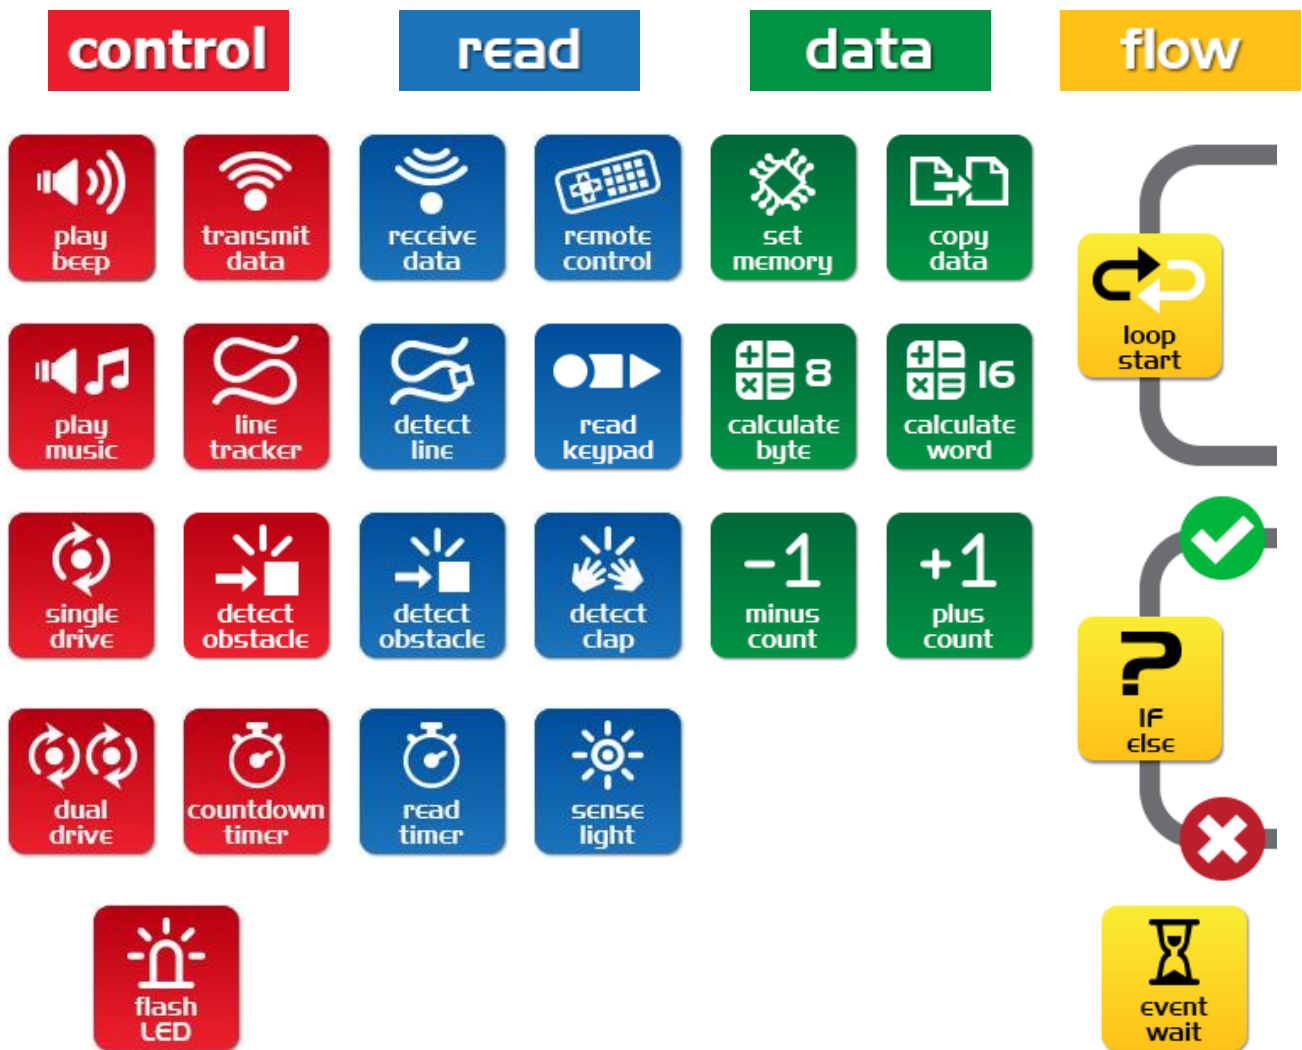 control
read
data
flow
play
beep
transmit
data
receive
data
remote
control
set
memory
copy
data
loop
start
play
music
line
tracker
detect
line
read
keypad
8
calculate
byte
16
calculate
word
single
drive
detect
obstacle
detect
obstacle
detect
clap
-1
minus
count
+1
plus
count
?
IF
else
dual
drive
countdown
timer
read
timer
sense
light
flash
LED
event
wait